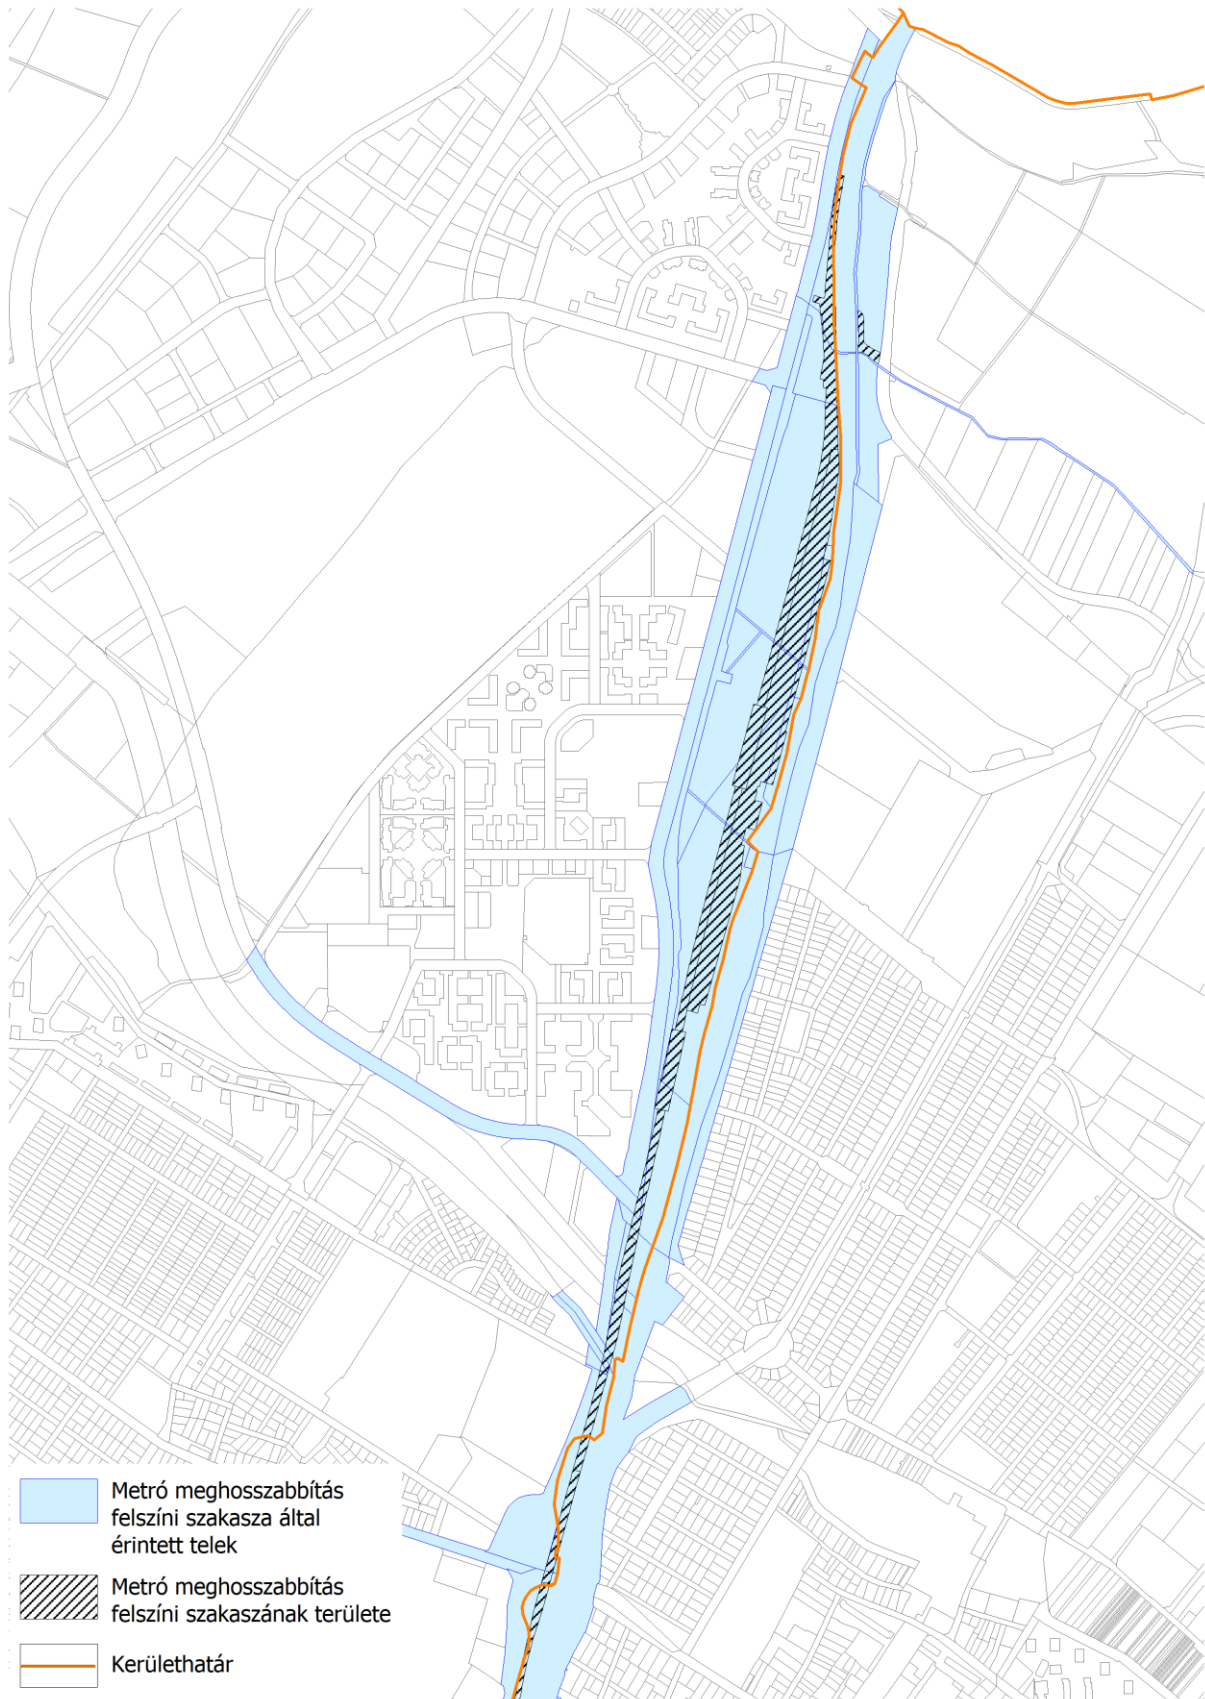 Metró meghosszabbítás
felszíni szakasza által
érintett telek
Metró meghosszabbítás
felszíni szakaszának területe
Kerülethatár